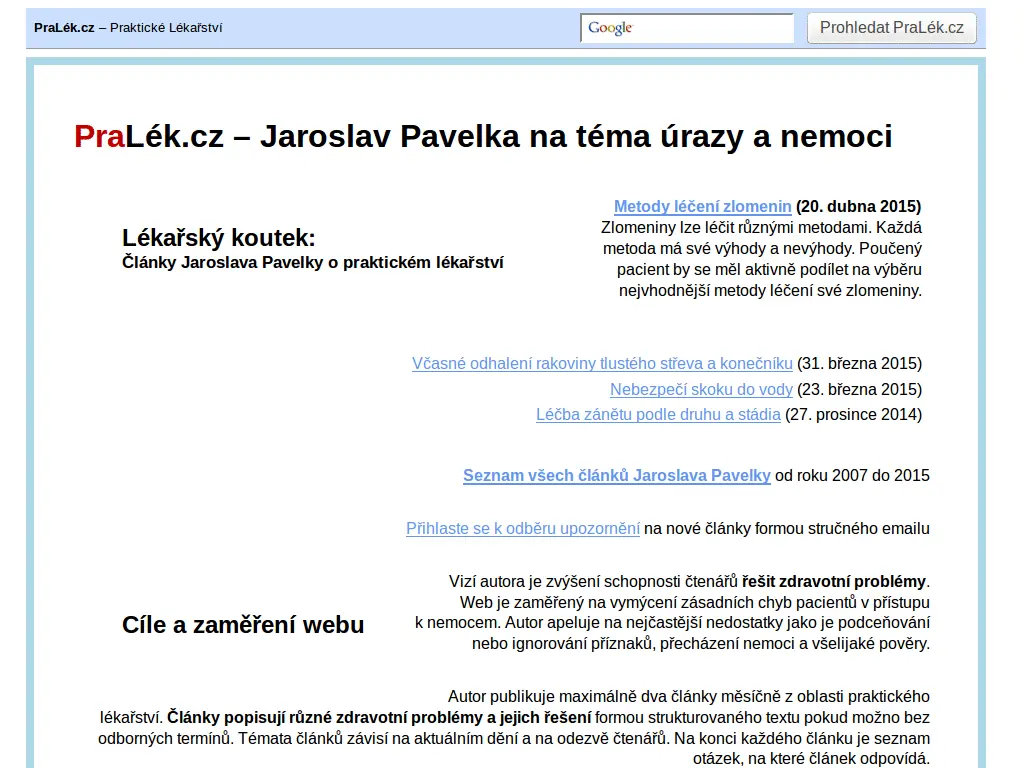 PraLék.cz – Praktické Lékařství
Google
Prohledat PraLék.cz
PraLék.cz – Jaroslav Pavelka na téma úrazy a nemoci
Lékařský koutek:
Články Jaroslava Pavelky o praktickém lékařství
Metody léčení zlomenin (20. dubna 2015)
Zlomeniny lze léčit různými metodami. Každá
metoda má své výhody a nevýhody. Poučený
pacient by se měl aktivně podílet na výběru
nejvhodnější metody léčení své zlomeniny.
Včasné odhalení rakoviny tlustého střeva a konečníku (31. března 2015)
Nebezpečí skoku do vody (23. března 2015)
Léčba zánětu podle druhu a stádia (27. prosince 2014)
Seznam všech článků Jaroslava Pavelky od roku 2007 do 2015
Přihlaste se k odběru upozornění na nové články formou stručného emailu
Cíle a zaměření webu
Vizí autora je zvýšení schopnosti čtenářů řešit zdravotní problémy.
Web je zaměřený na vymýcení zásadních chyb pacientů v přístupu
k nemocem. Autor apeluje na nejčastější nedostatky jako je podceňování
nebo ignorování příznaků, přecházení nemoci a všelijaké pověry.
Autor publikuje maximálně dva články měsíčně z oblasti praktického
lékařství. Články popisují různé zdravotní problémy a jejich řešení formou strukturovaného textu pokud možno bez
odborných termínů. Témata článků závisí na aktuálním dění a na odezvě čtenářů. Na konci každého článku je seznam
otázek, na které článek odpovídá.